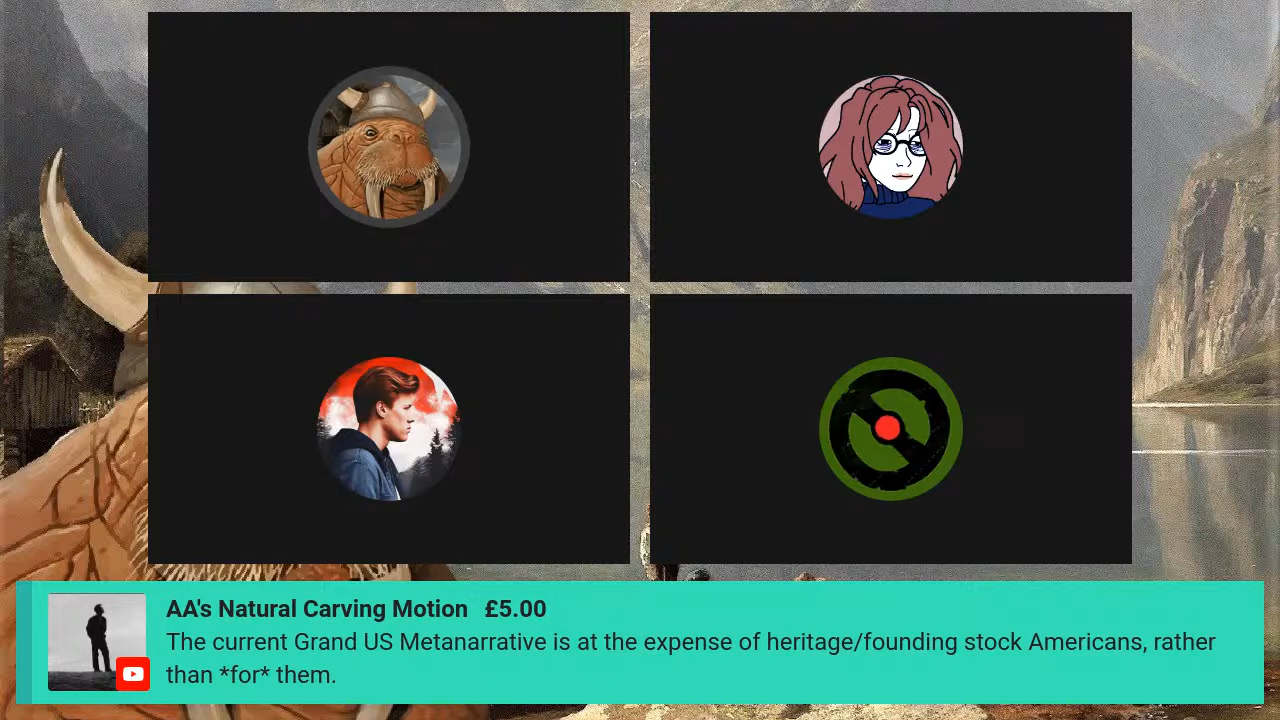 AA's Natural Carving Motion £5.00
The current Grand US Metanarrative is at the expense of heritage/founding stock Americans, rather
than *for* them.